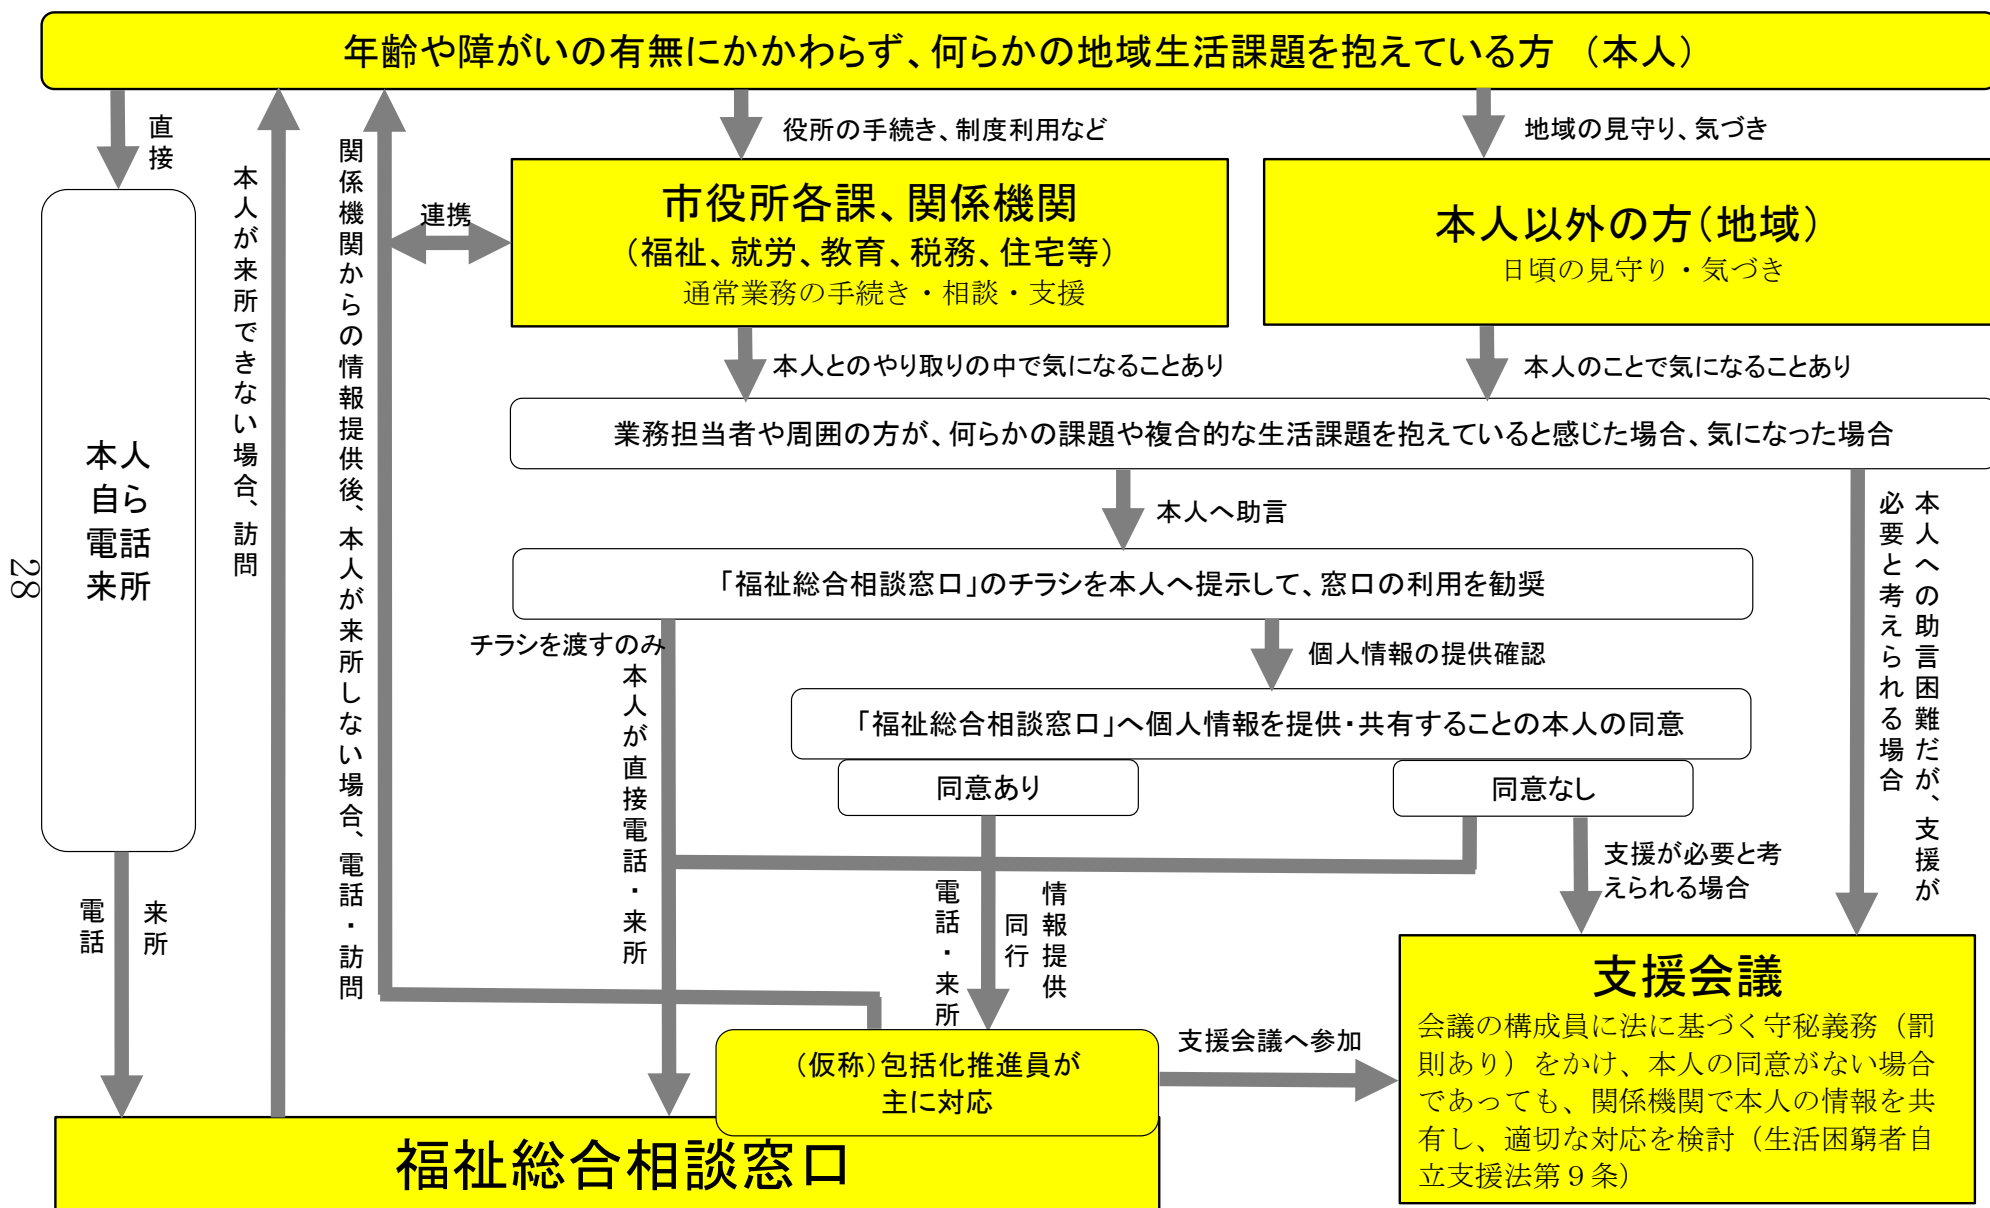 年齢や障がいの有無にかかわらず、何らかの地域生活課題を抱えている方 （本人）
直接
役所の手続き、制度利用など
地域の見守り、気づき
市役所各課、関係機関
（福祉、就労、教育、税務、住宅等）
通常業務の手続き・相談・支援
本人以外の方（地域）
日頃の見守り・気づき
連携
本人が来所できない場合、訪問
関係機関からの情報提供後、本人が来所しない場合、電話・訪問
本人とのやり取りの中で気になることあり
本人のことで気になることあり
業務担当者や周囲の方が、何らかの課題や複合的な生活課題を抱えていると感じた場合、気になった場合
本人
自ら
電話
来所
本人へ助言
本人への助言困難だが、支援が
必要と考えられる場合
「福祉総合相談窓口」のチラシを本人へ提示して、窓口の利用を勧奨
チラシを渡すのみ
本人が直接電話・来所
個人情報の提供確認
「福祉総合相談窓口」へ個人情報を提供・共有することの本人の同意
同意あり
同意なし
支援が必要と考
えられる場合
電話
来所
電話・来所
情報提供
同行
（仮称）包括化推進員が
主に対応
支援会議へ参加
支援会議
会議の構成員に法に基づく守秘義務（罰
則あり）をかけ、本人の同意がない場合
であっても、関係機関で本人の情報を共
有し、適切な対応を検討（生活困窮者自
立支援法第９条）
福祉総合相談窓口
28